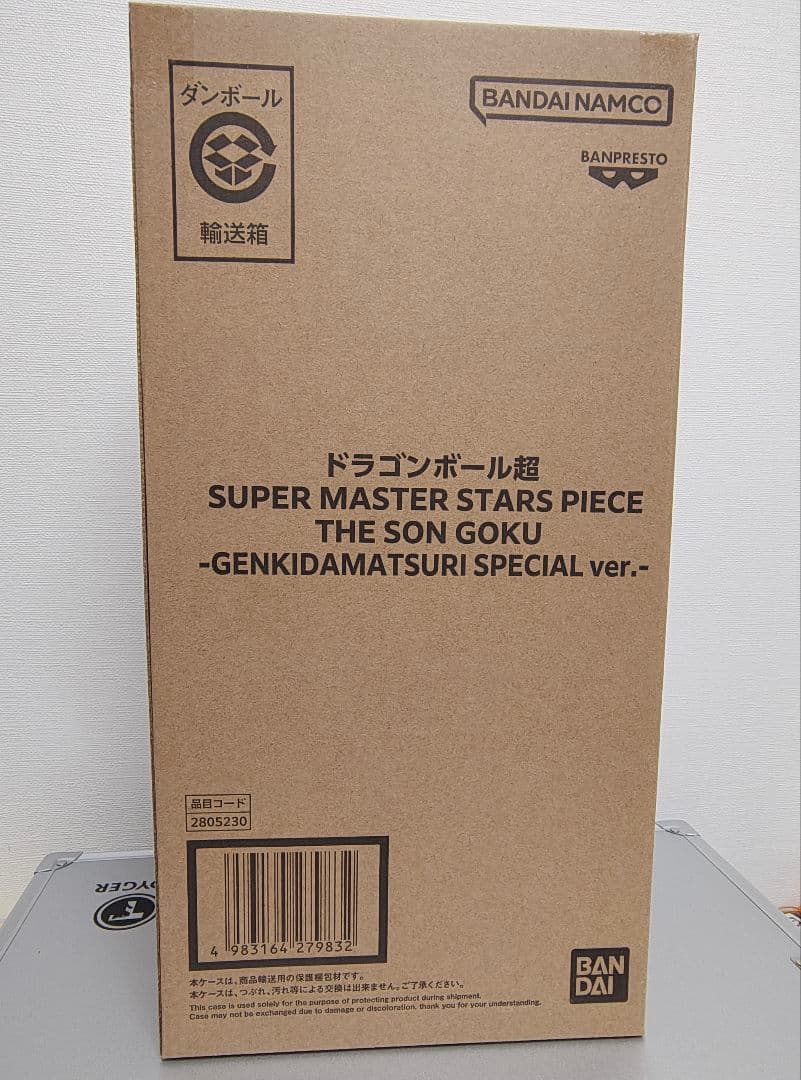 ダンボール
輸送箱
BANDAI NAMCO
BANPRESTO
ドラゴンボール超
SUPER MASTER STARS PIECE
THE SON GOKU
-GENKIDAMATSURI SPECIAL ver.-
品目コード
2805230
4 983164 279832
本ケースは、商品輸送用の保護梱包材です。
本ケースは、つぶれ、汚れ等による交換は出来ません。ご了承ください。
This case is used solely for the purpose of protecting product during shipment.
Case may not be exchanged due to damage or discoloration. thank you for your understanding.
BAN
DAI